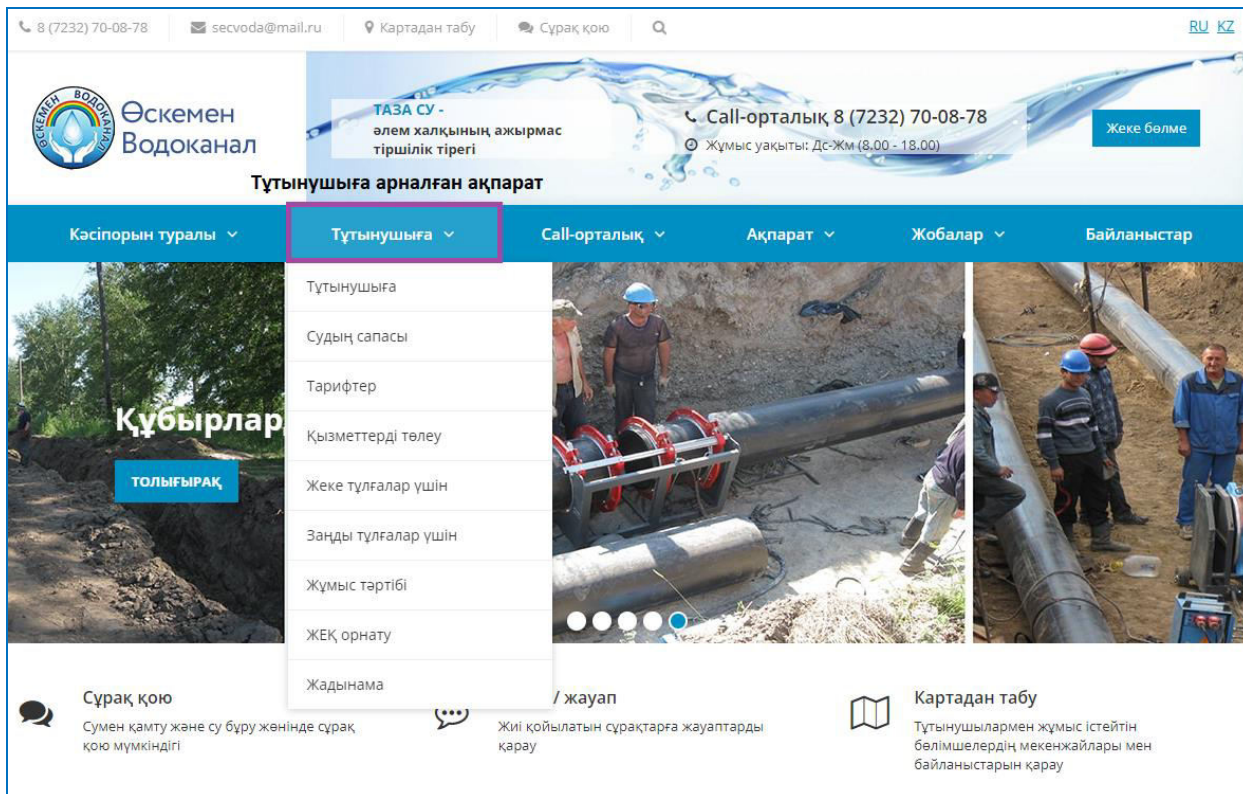 8 (7232) 70-08-78 secvoda@mail.ru Картадан табу Сұрақ қою RU KZ
ӨСКЕМЕН ВОДОКАНАЛ
Өскемен
Водоканал
ТАЗА СУ -
әлем халқының ажырмас
тіршілік тірегі
Call-орталық 8 (7232) 70-08-78
Жұмыс уақыты: Дс-Жм (8.00 - 18.00)
Жеке бөлме
Тұтынушыға арналған ақпарат
Кәсіпорын туралы Тұтынушыға Call-орталық Ақпарат Жобалар Байланыстар
Тұтынушыға
Судың сапасы
Тарифтер
Қызметтерді төлеу
Жеке тұлғалар үшін
Заңды тұлғалар үшін
Жұмыс тәртібі
ЖЕҚ орнату
Жадынама
Құбырлар
ТОЛЫҒЫРАҚ
Сұрақ қою
Сумен қамту және су бұру жөнінде сұрақ
қою мүмкіндігі
/ жауап
Жиі қойылатын сұрақтарға жауаптарды
қарау
Картадан табу
Тұтынушылармен жұмыс істейтін
бөлімшелердің мекенжайлары мен
байланыстарын қарау